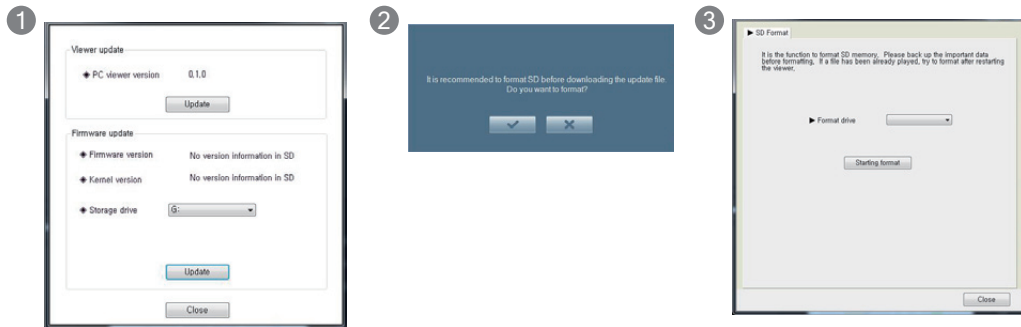 1
Viewer update
PC viewer version 0.1.0
Update
Firmware update
Firmware version No version information in SD
Kernel version No version information in SD
Storage drive G:
Update
Close
2
It is recommended to format SD before downloading the update file.
Do you want to format?
3
SD Format
It is the function to format SD memory. Please back up the important data
before formatting. If a file has been already played, try to format after restarting
the viewer.
Format drive
Starting format
Close